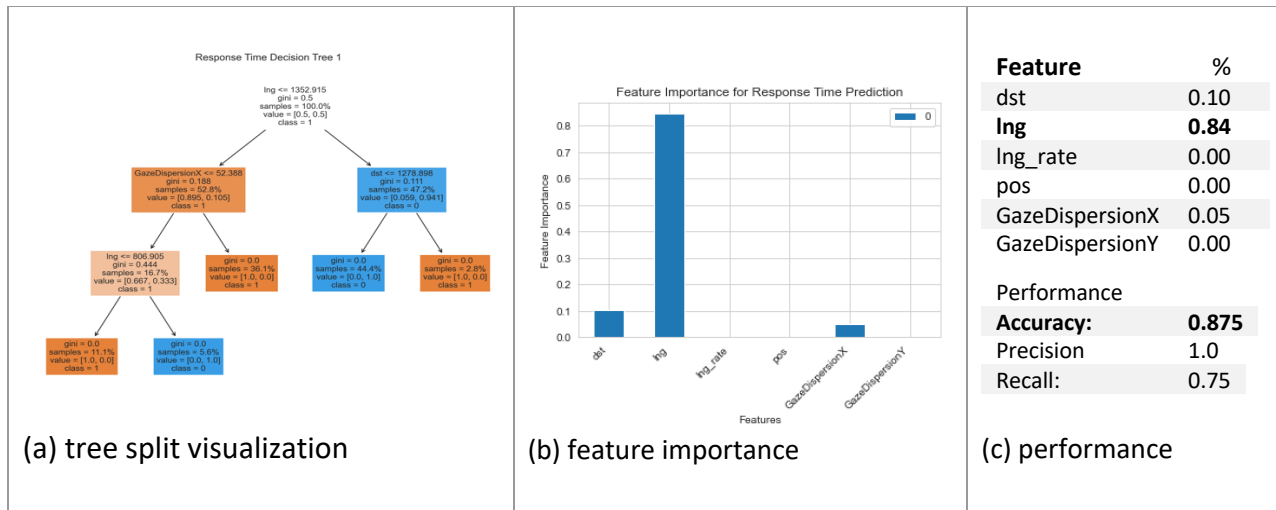 Response Time Decision Tree 1
lng <= 1352.915
gini = 0.5
samples = 100.0%
value = [0.5, 0.5]
class = 1
GazeDispersionX <= 52.388
gini = 0.188
samples = 52.8%
value = [0.895, 0.105]
class = 1
dst <= 1278.898
gini = 0.111
samples = 47.2%
value = [0.059, 0.941]
class = 0
lng <= 806.905
gini = 0.444
samples = 16.7%
value = [0.667, 0.333]
class = 1
gini = 0.0
samples = 36.1%
value = [1.0, 0.0]
class = 1
gini = 0.0
samples = 44.4%
value = [0.0, 1.0]
class = 0
gini = 0.0
samples = 2.8%
value = [1.0, 0.0]
class = 1
gini = 0.0
samples = 11.1%
value = [1.0, 0.0]
class = 1
gini = 0.0
samples = 5.6%
value = [0.0, 1.0]
class = 0
(a) tree split visualization
Feature Importance for Response Time Prediction
0
Feature Importance
0.8
0.7
0.6
0.5
0.4
0.3
0.2
0.1
0.0
dst
lng
lng_rate
pos
GazeDispersionX
GazeDispersionY
Features
(b) feature importance
Feature %
dst 0.10
lng 0.84
lng_rate 0.00
pos 0.00
GazeDispersionX 0.05
GazeDispersionY 0.00
Performance
Accuracy: 0.875
Precision 1.0
Recall: 0.75
(c) performance